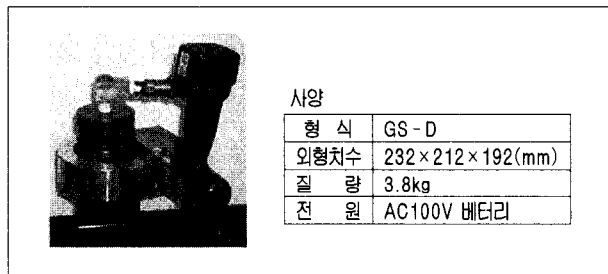 사양
형 식 GS-D
외형치수 232×212×192(mm)
질 량 3.8kg
전 원 AC100V 베터리